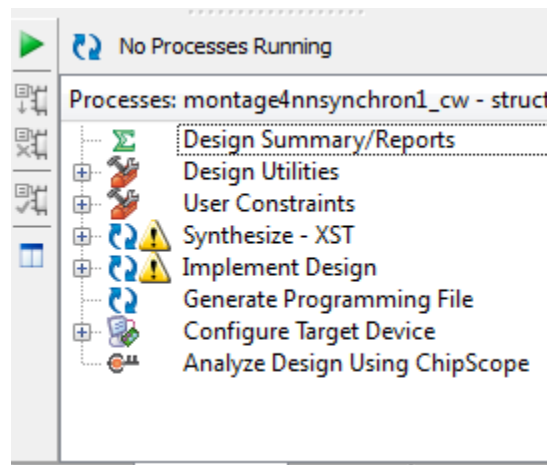 No Processes Running
Processes: montage4nnsynchron1_cw - struct
Design Summary/Reports
Design Utilities
User Constraints
Synthesize - XST
Implement Design
Generate Programming File
Configure Target Device
Analyze Design Using ChipScope